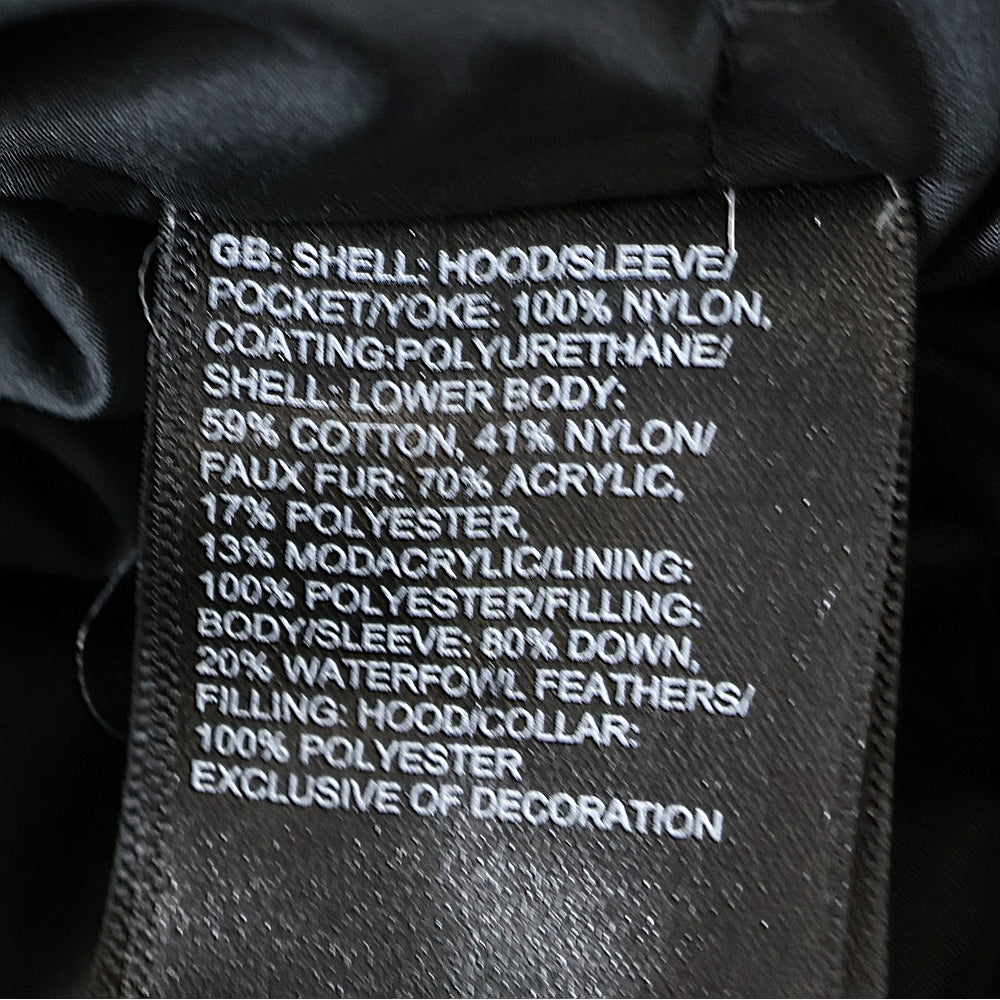 GB: SHELL: HOOD/SLEEVE/
POCKET/YOKE: 100% NYLON,
COATING:POLYURETHANE/
SHELL: LOWER BODY:
59% COTTON, 41% NYLON/
FAUX FUR: 70% ACRYLIC,
17% POLYESTER,
13% MODACRYLIC/LINING:
100% POLYESTER/FILLING:
BODY/SLEEVE: 80% DOWN,
20% WATERFOWL FEATHERS/
FILLING: HOOD/COLLAR:
100% POLYESTER
EXCLUSIVE OF DECORATION